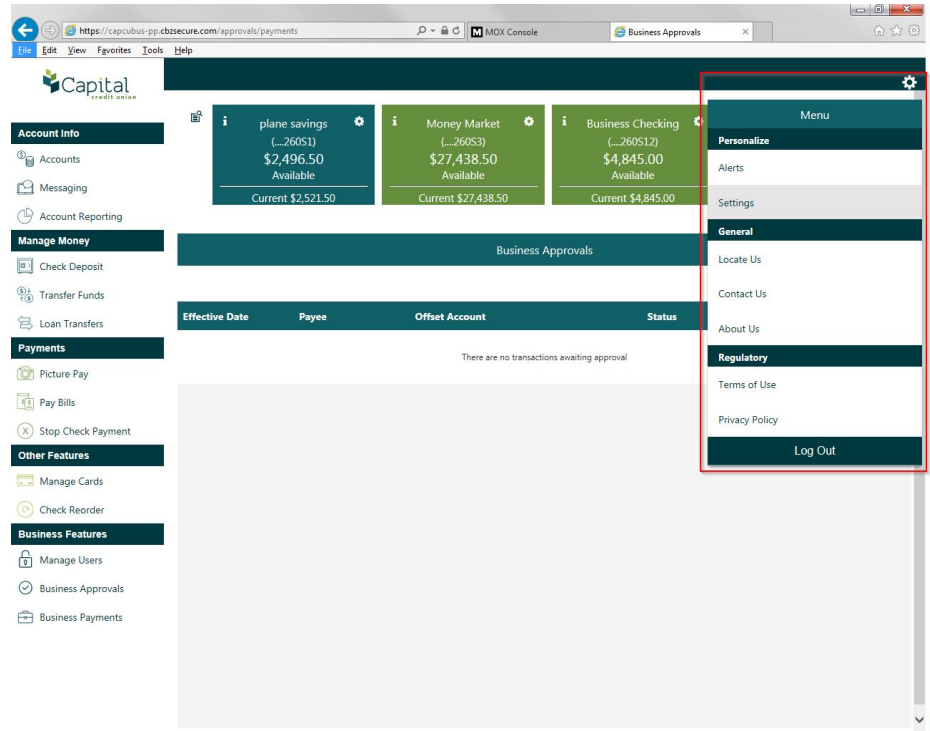 https://capcubus-pp.cbzsecure.com/approvals/payments
MOX Console
Business Approvals
File Edit View Favorites Tools Help
Capital
credit union
Account Info
Accounts
Messaging
Account Reporting
Manage Money
Check Deposit
Transfer Funds
Loan Transfers
Payments
Picture Pay
Pay Bills
Stop Check Payment
Other Features
Manage Cards
Check Reorder
Business Features
Manage Users
Business Approvals
Business Payments
plane savings
(....260S1)
$2,496.50
Available
Current $2,521.50
Money Market
(....260S3)
$27,438.50
Available
Current $27,438.50
Business Checking
(....260S12)
$4,845.00
Available
Current $4,845.00
Business Approvals
Effective Date Payee Offset Account Status
There are no transactions awaiting approval
Menu
Personalize
Alerts
Settings
General
Locate Us
Contact Us
About Us
Regulatory
Terms of Use
Privacy Policy
Log Out